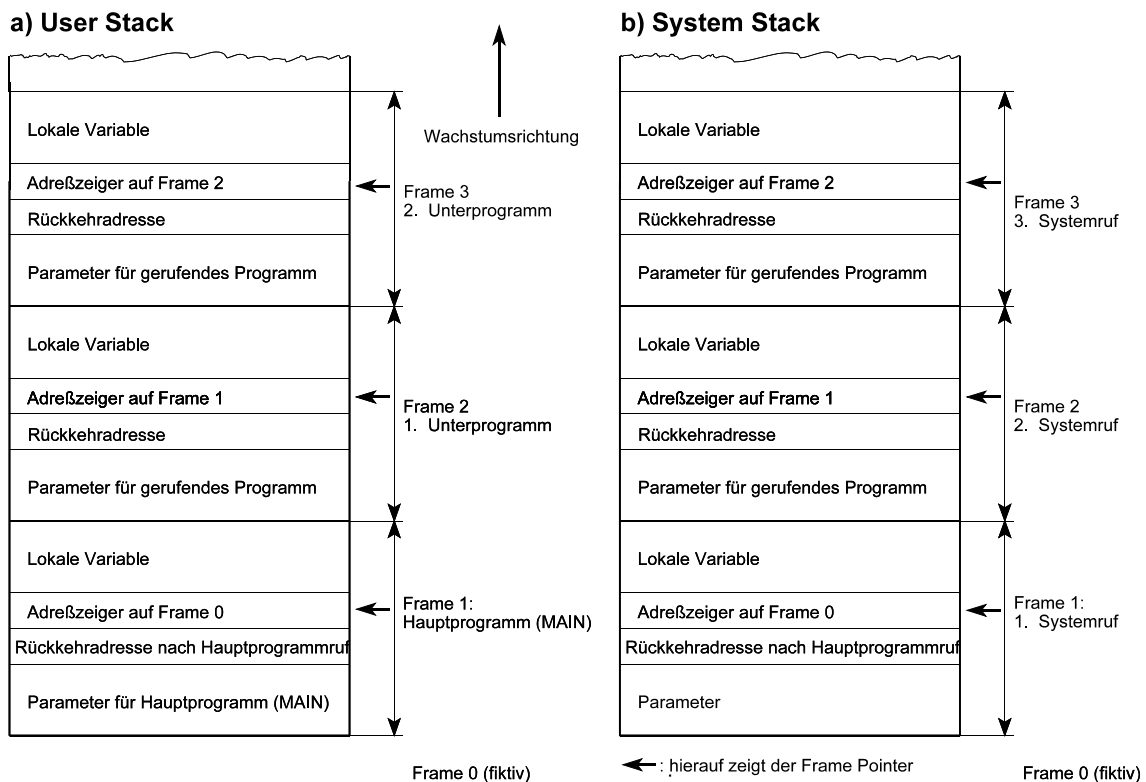 a) User Stack
Wachstumsrichtung
Lokale Variable
Adreßzeiger auf Frame 2
Rückkehradresse
Parameter für gerufendes Programm
Frame 3
2. Unterprogramm
Lokale Variable
Adreßzeiger auf Frame 1
Rückkehradresse
Parameter für gerufendes Programm
Frame 2
1. Unterprogramm
Lokale Variable
Adreßzeiger auf Frame 0
Rückkehradresse nach Hauptprogrammruf
Parameter für Hauptprogramm (MAIN)
Frame 1:
Hauptprogramm (MAIN)
Frame 0 (fiktiv)
b) System Stack
Lokale Variable
Adreßzeiger auf Frame 2
Rückkehradresse
Parameter für gerufendes Programm
Frame 3
3. Systemruf
Lokale Variable
Adreßzeiger auf Frame 1
Rückkehradresse
Parameter für gerufendes Programm
Frame 2
2. Systemruf
Lokale Variable
Adreßzeiger auf Frame 0
Rückkehradresse nach Hauptprogrammruf
Parameter
Frame 1:
1. Systemruf
: hierauf zeigt der Frame Pointer
Frame 0 (fiktiv)